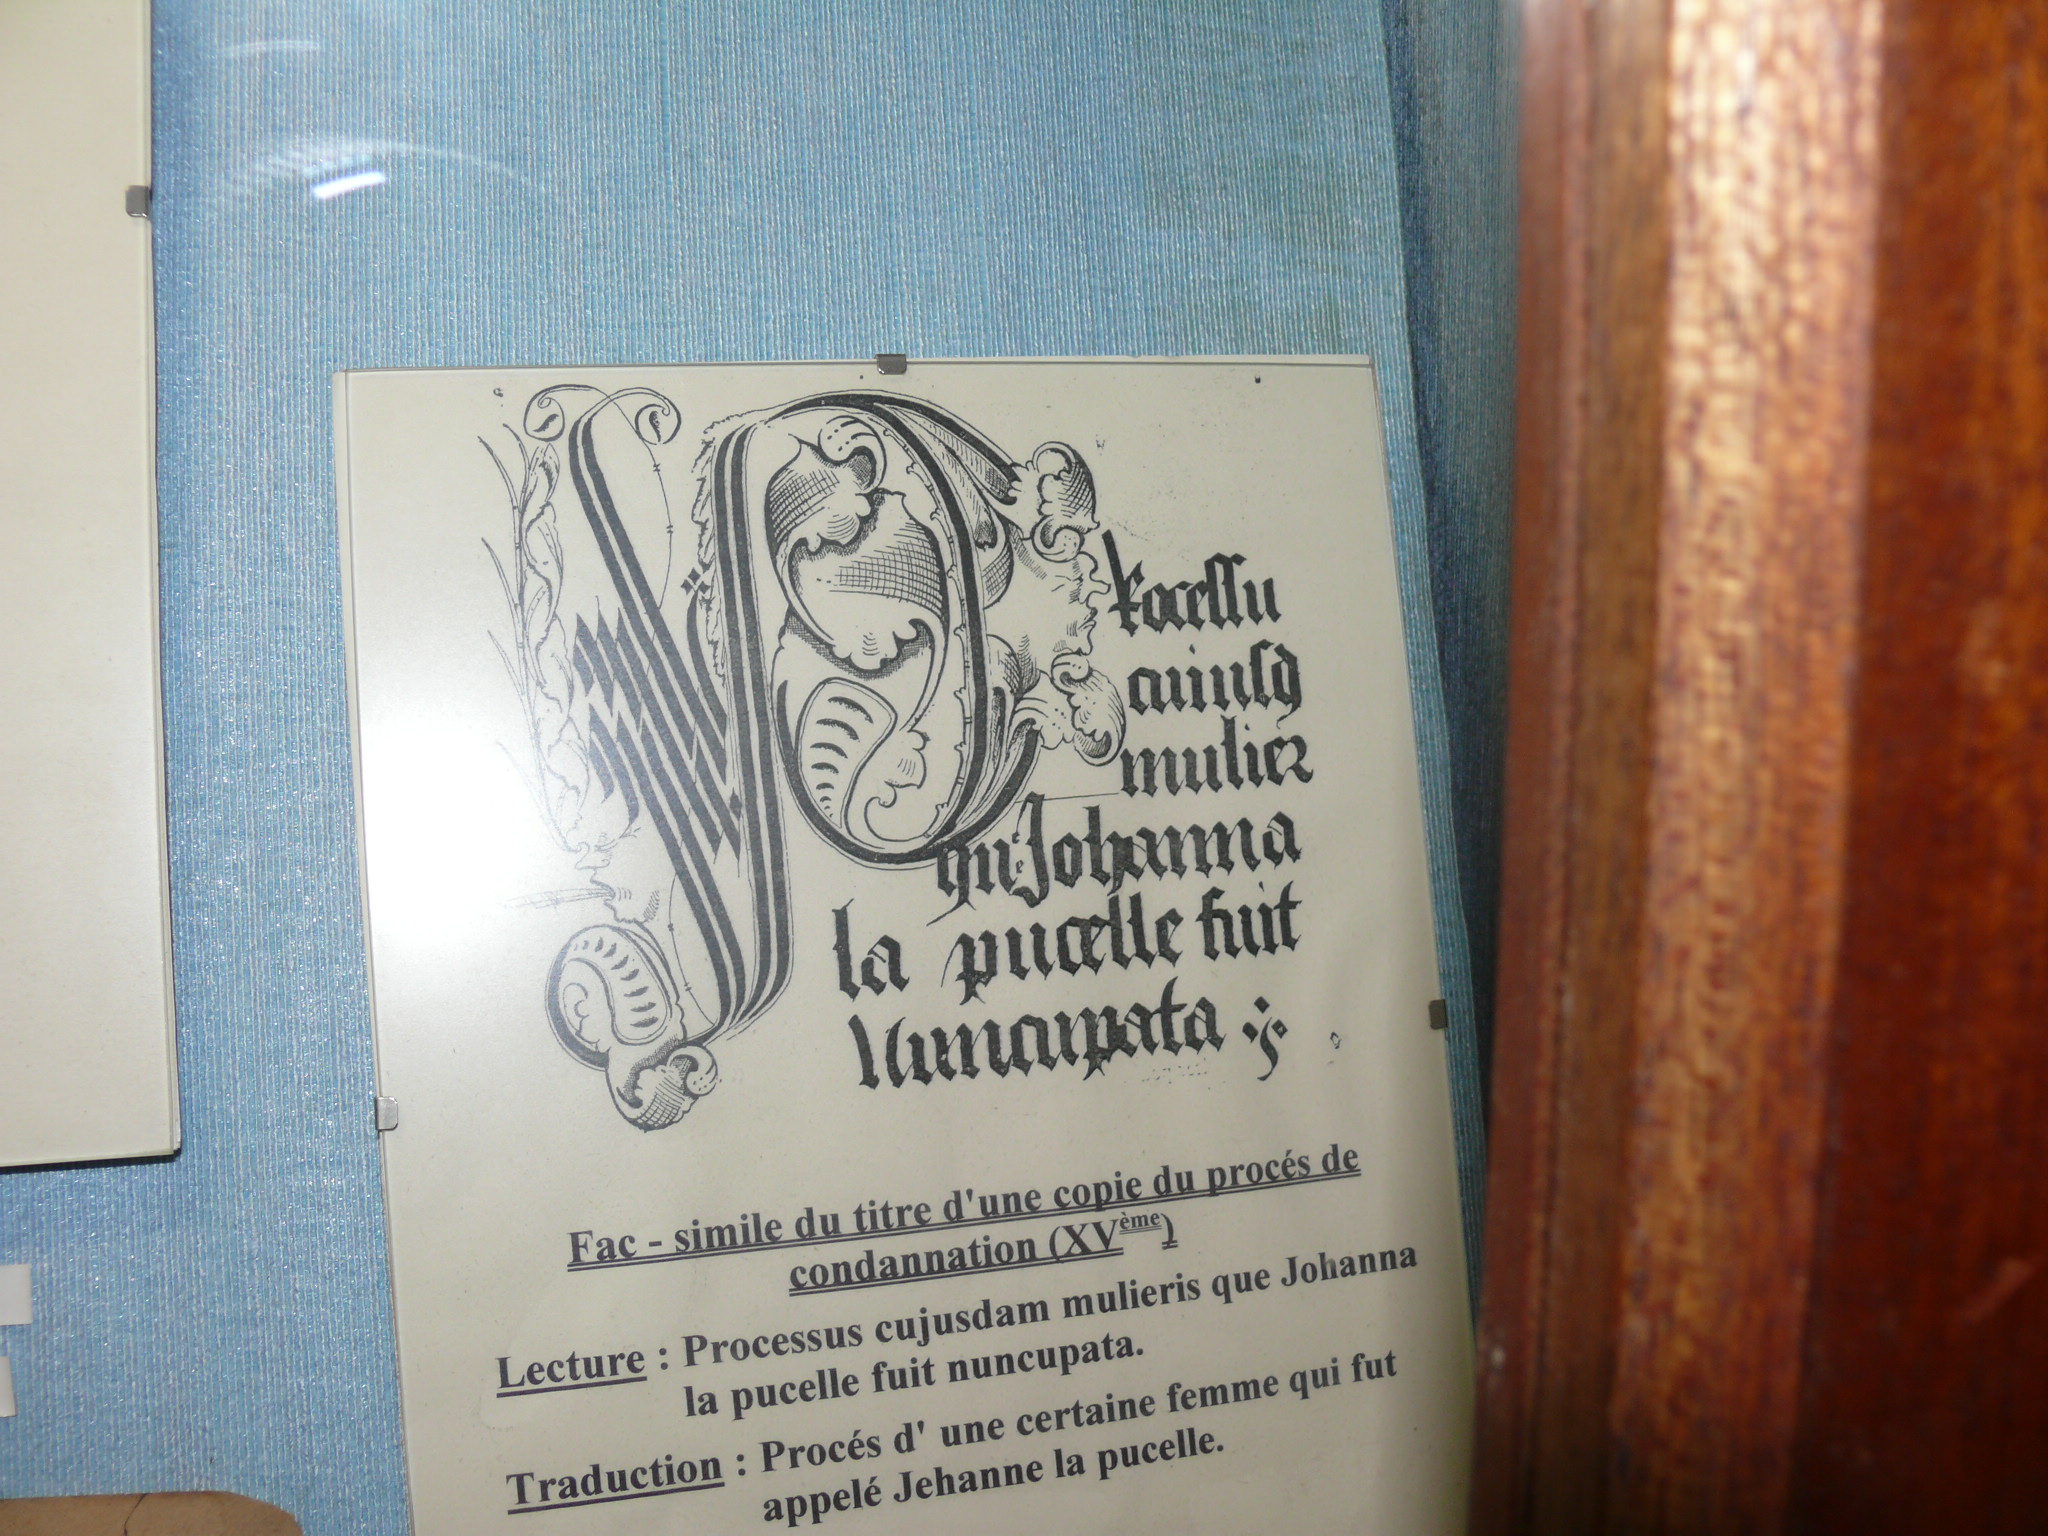 Processu
cuiusd
mulier
qu Johanna
la pucelle fuit
Nuncupata
Fac - simile du titre d'une copie du procés de
condannation (XVème)
Lecture : Processus cujusdam mulieris que Johanna
la pucelle fuit nuncupata.
Traduction : Procés d' une certaine femme qui fut
appelé Jehanne la pucelle.